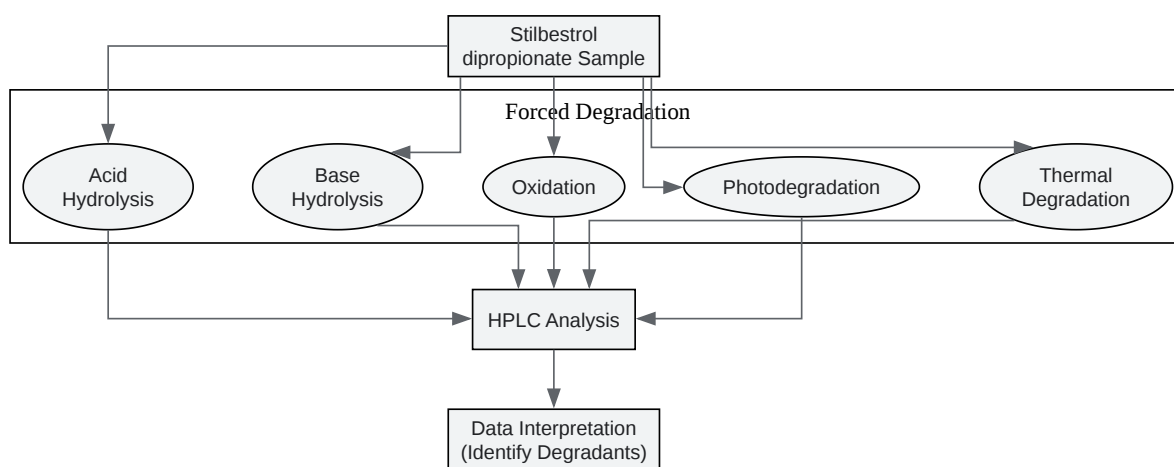 Stilbestrol
dipropionate Sample
Forced Degradation
Acid
Hydrolysis
Base
Hydrolysis
Oxidation
Photodegradation
Thermal
Degradation
HPLC Analysis
Data Interpretation
(Identify Degradants)